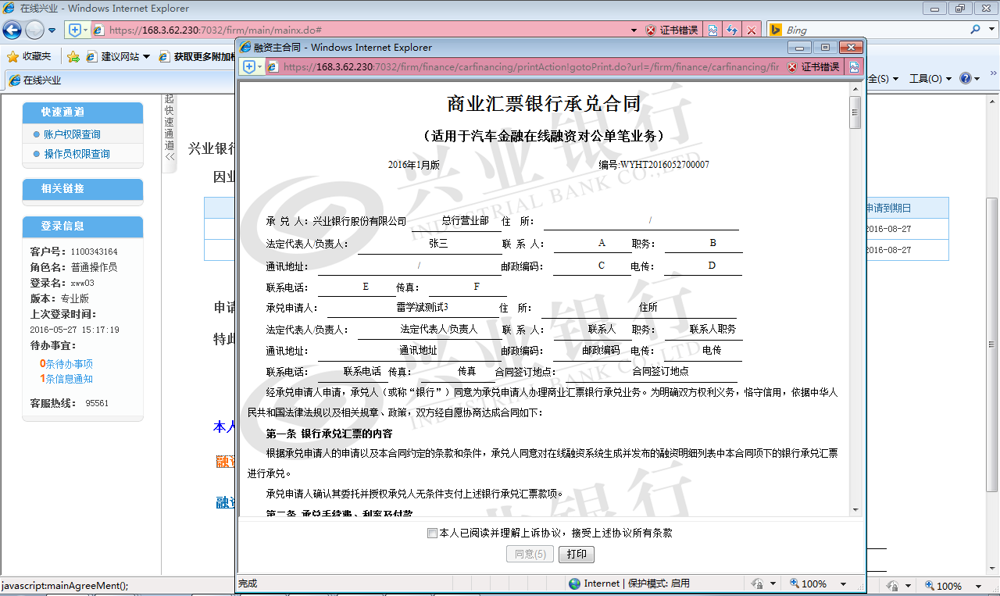 在线兴业 - Windows Internet Explorer
https://168.3.62.230:7032/firm/main/mainx.do#
证书错误
Bing
收藏夹
建议网站
获取更多附加
在线兴业
全(S)
工具(O)
快速通道
账户权限查询
操作员权限查询
相关链接
登录信息
客户号：1100343164
角色名：普通操作员
登录名：xww03
版本：专业版
上次登录时间：
2016-05-27 15:17:19
待办事宜：
0条待办事项
1条信息通知
客服热线： 95561
起快速通道
兴业银行
因业
申请到期日
2016-08-27
2016-08-27
申请
特此
本人
融资
融资
融资主合同 - Windows Internet Explorer
https://168.3.62.230:7032/firm/finance/carfinancing/printAction!gotoPrint.do?url=/firm/finance/carfinancing/fir
证书错误
商业汇票银行承兑合同
（适用于汽车金融在线融资对公单笔业务）
2016年1月版 编号:WYHT2016052700007
承 兑 人：兴业银行股份有限公司 总行营业部 住 所： /
法定代表人/负责人： 张三 联 系 人： A 职务： B
通讯地址： / 邮政编码： C 电传： D
联系电话： E 传真： F
承兑申请人： 雷学斌测试3 住 所： 住所
法定代表人/负责人： 法定代表人/负责人 联 系 人： 联系人 职务： 联系人职务
通讯地址： 通讯地址 邮政编码： 邮政编码 电传： 电传
联系电话： 联系电话 传真： 传真 合同签订地点： 合同签订地点
经承兑申请人申请，承兑人（或称“银行”）同意为承兑申请人办理商业汇票银行承兑业务。为明确双方权利义务，恪守信用，依据中华人
民共和国法律法规以及相关规章、政策，双方经自愿协商达成合同如下：
第一条 银行承兑汇票的内容
根据承兑申请人的申请以及本合同约定的条款和条件，承兑人同意对在线融资系统生成并发布的融资明细列表中本合同项下的银行承兑汇票
进行承兑。
承兑申请人确认其委托并授权承兑人无条件支付上述银行承兑汇票款项。
第二条 承兑手续费、利率及付款
兴业银行
INDUSTRIAL BANK CO.,LTD
兴业银行
INDUSTRIAL BANK CO.,LTD
兴业银行
本人已阅读并理解上诉协议，接受上述协议所有条款
同意(5)
打印
完成
Internet | 保护模式: 启用
100%
javascript:mainAgreeMent();
100%